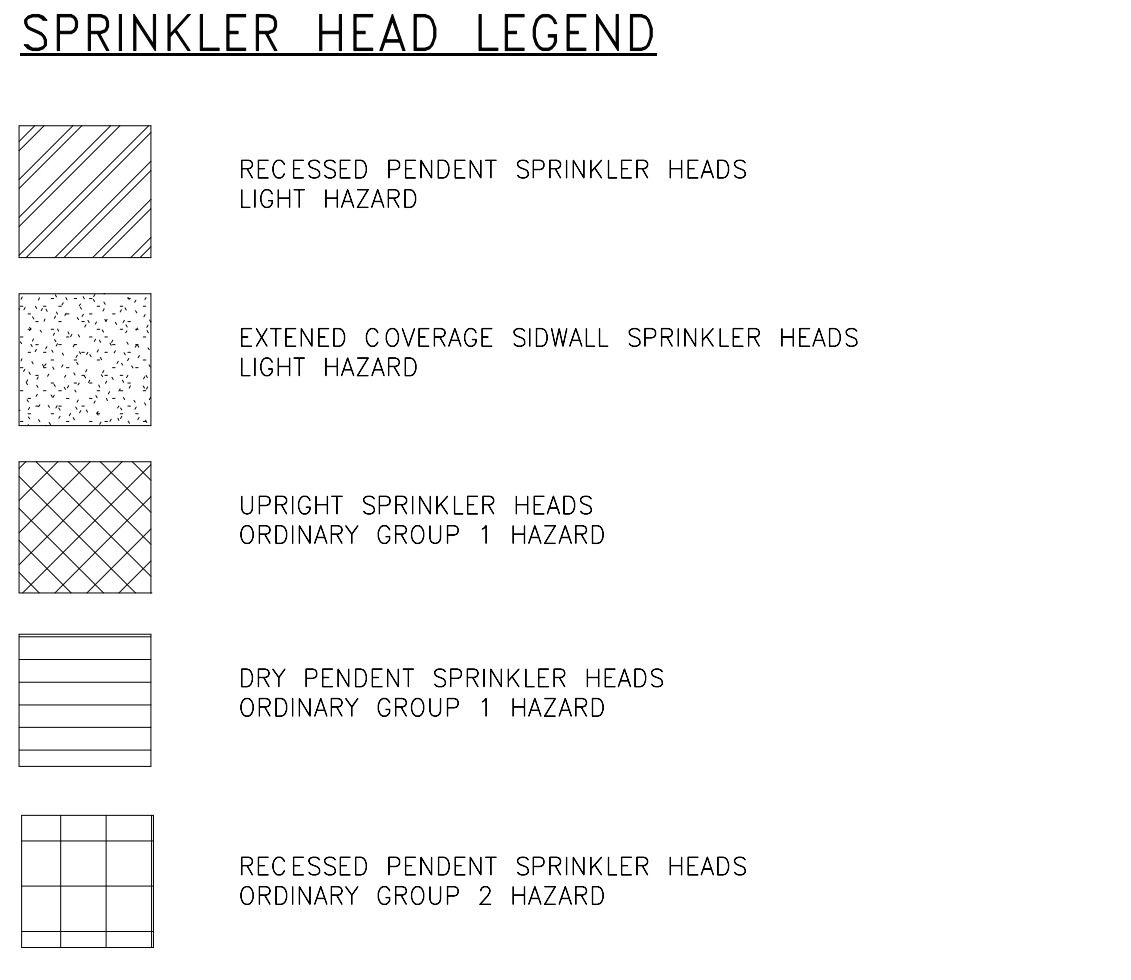 SPRINKLER HEAD LEGEND
RECESSED PENDENT SPRINKLER HEADS
LIGHT HAZARD
EXTENED COVERAGE SIDWALL SPRINKLER HEADS
LIGHT HAZARD
UPRIGHT SPRINKLER HEADS
ORDINARY GROUP 1 HAZARD
DRY PENDENT SPRINKLER HEADS
ORDINARY GROUP 1 HAZARD
RECESSED PENDENT SPRINKLER HEADS
ORDINARY GROUP 2 HAZARD